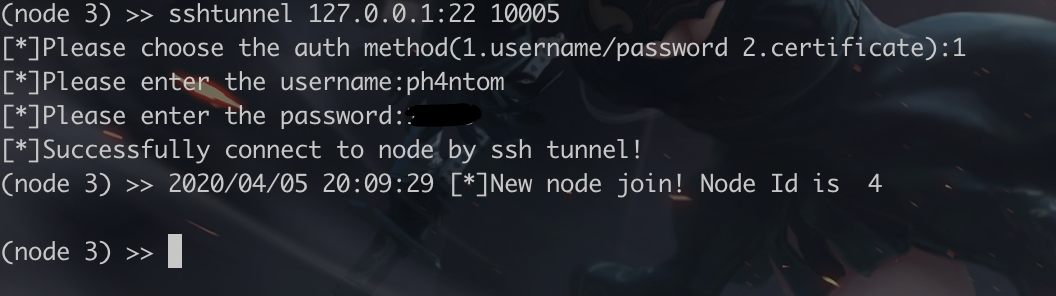 (node 3) >> sshtunnel 127.0.0.1:22 10005
[*]Please choose the auth method(1.username/password 2.certificate):1
[*]Please enter the username:ph4ntom
[*]Please enter the password:
[*]Successfully connect to node by ssh tunnel!
(node 3) >> 2020/04/05 20:09:29 [*]New node join! Node Id is  4
(node 3) >>